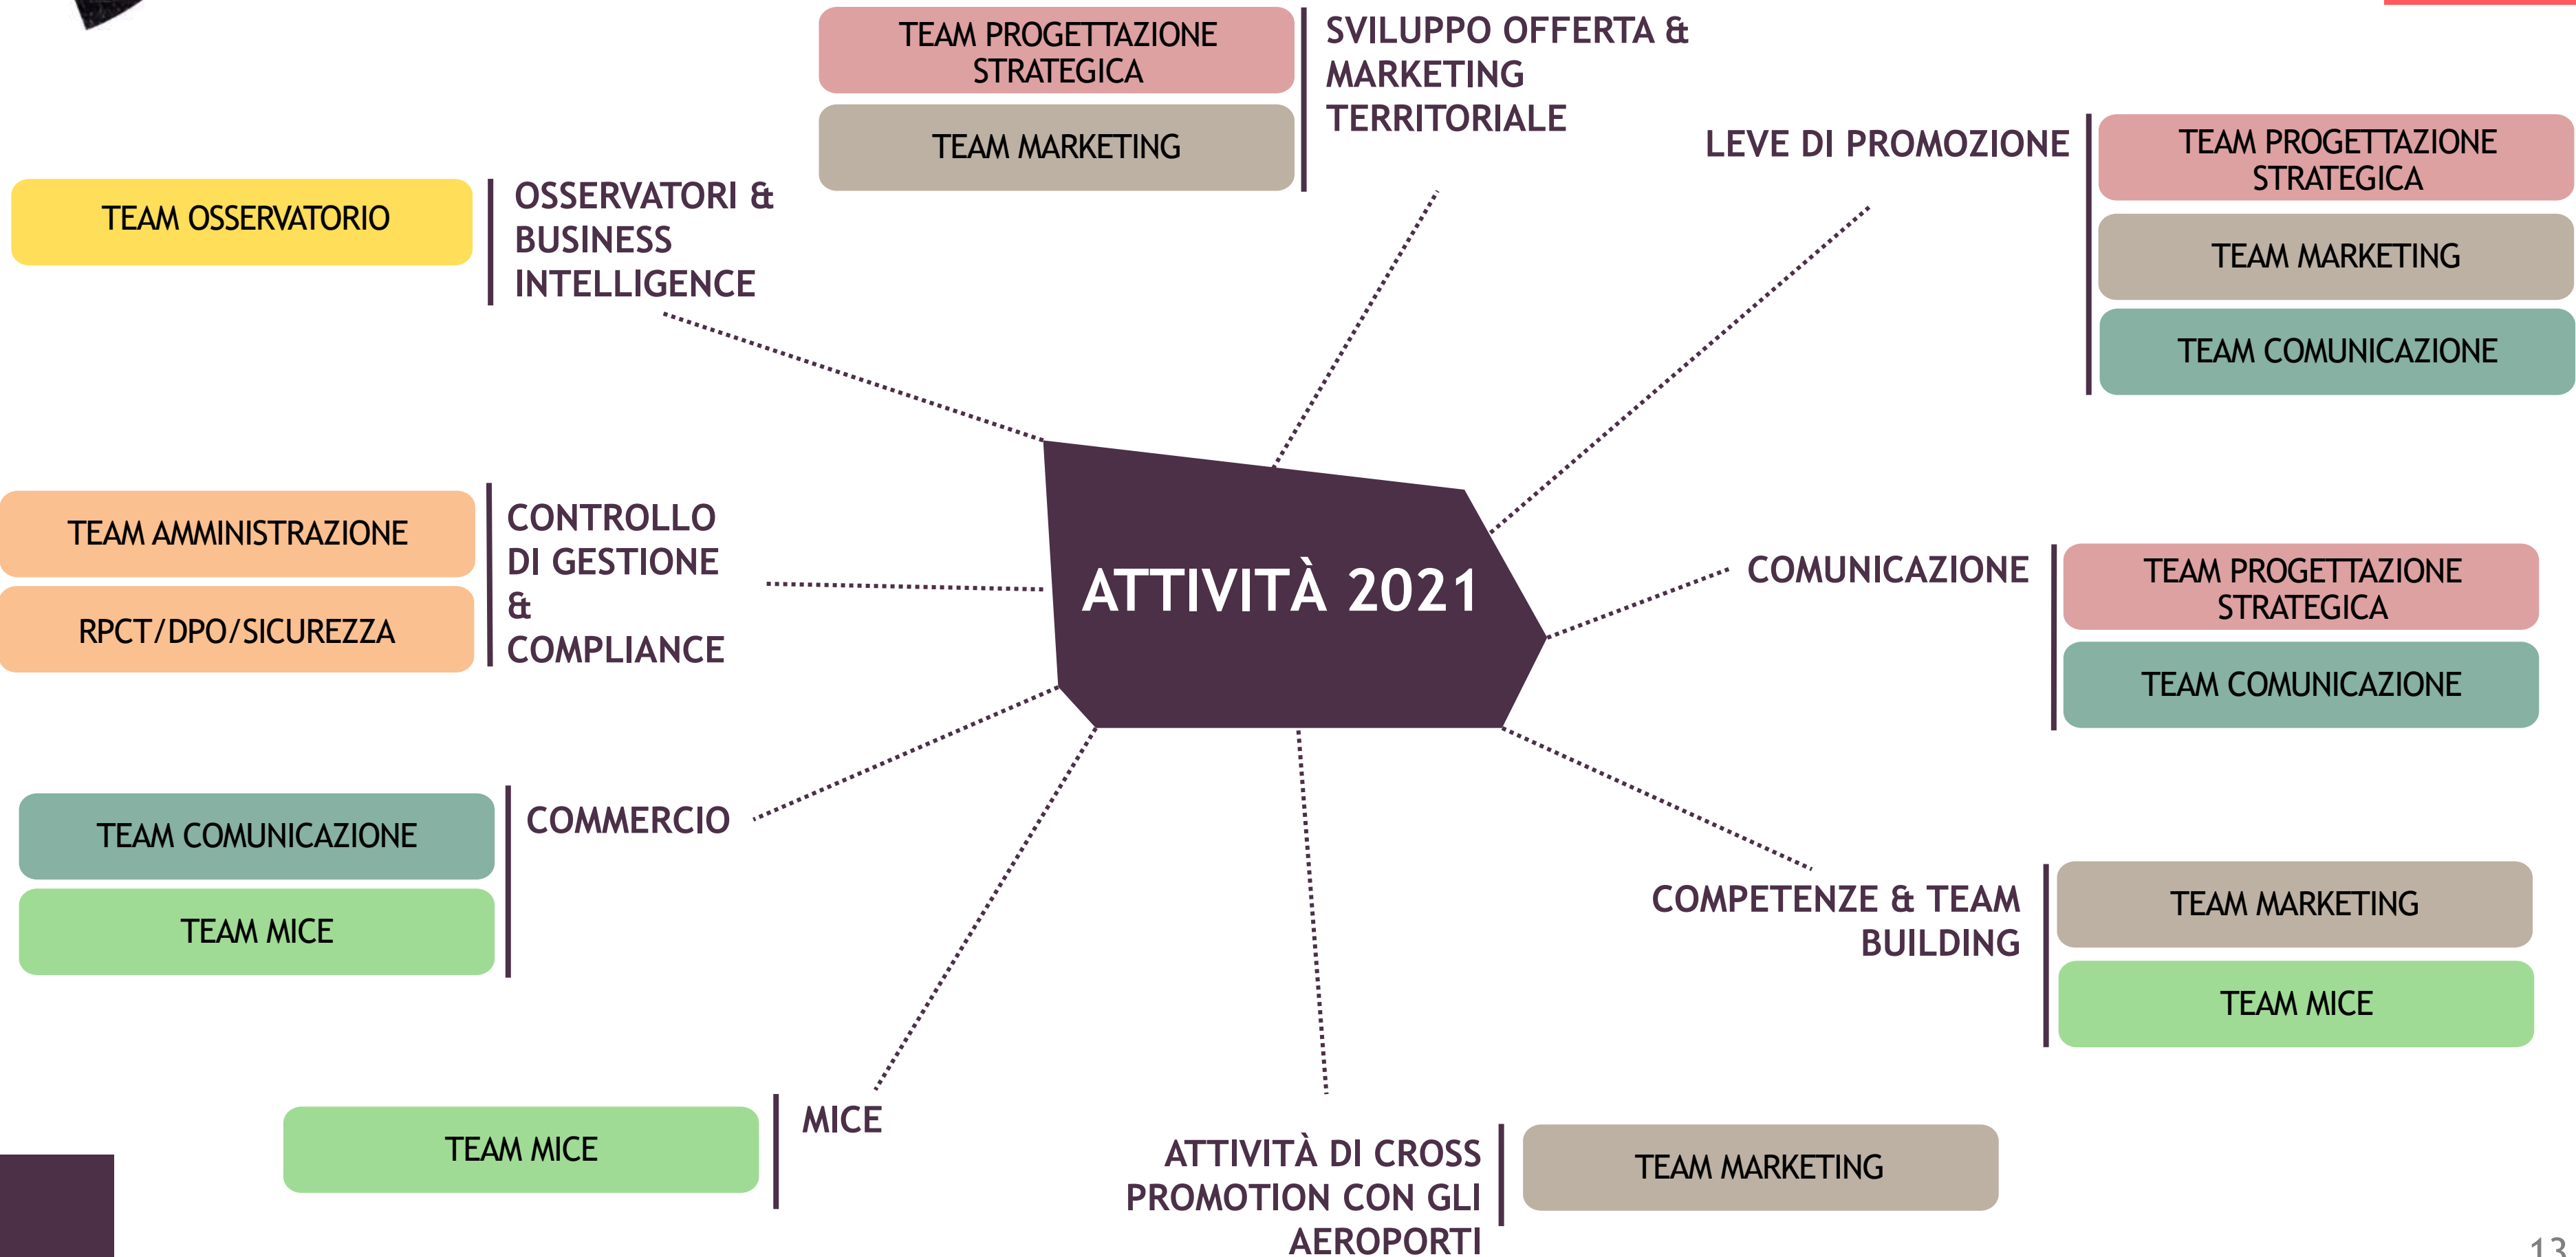 TEAM PROGETTAZIONE
STRATEGICA
TEAM MARKETING
SVILUPPO OFFERTA &
MARKETING
TERRITORIALE
LEVE DI PROMOZIONE
TEAM PROGETTAZIONE
STRATEGICA
TEAM MARKETING
TEAM COMUNICAZIONE
TEAM OSSERVATORIO
OSSERVATORI &
BUSINESS
INTELLIGENCE
TEAM AMMINISTRAZIONE
RPCT/DPO/SICUREZZA
CONTROLLO
DI GESTIONE
&
COMPLIANCE
ATTIVITÀ 2021
COMUNICAZIONE
TEAM PROGETTAZIONE
STRATEGICA
TEAM COMUNICAZIONE
TEAM COMUNICAZIONE
TEAM MICE
COMMERCIO
COMPETENZE & TEAM
BUILDING
TEAM MARKETING
TEAM MICE
TEAM MICE
MICE
ATTIVITÀ DI CROSS
PROMOTION CON GLI
AEROPORTI
TEAM MARKETING
13